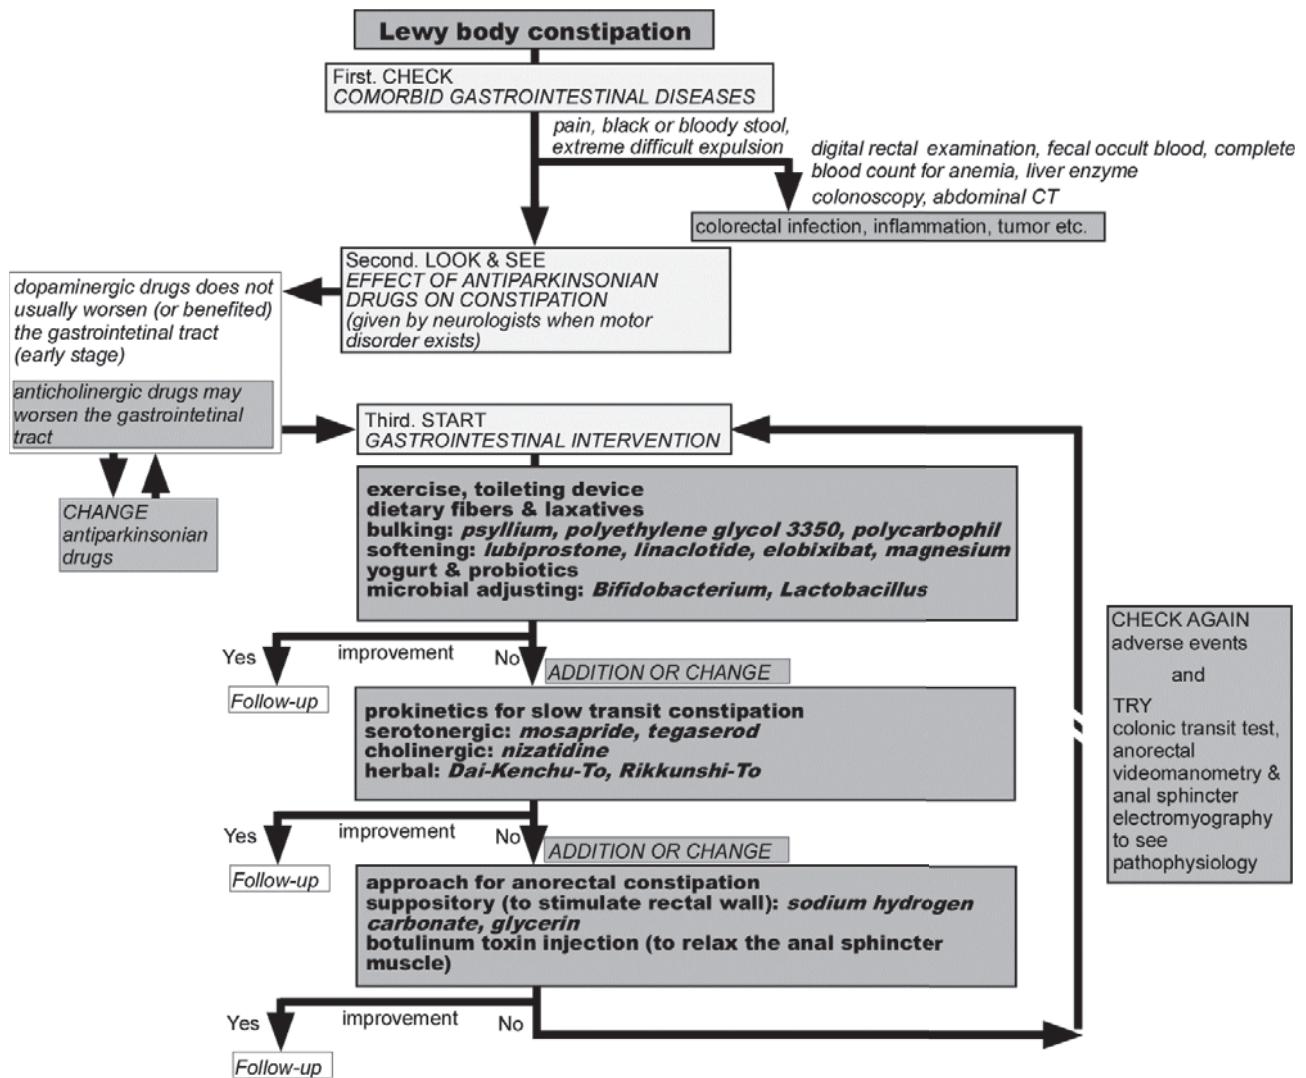 Lewy body constipation
First. CHECK
COMORBID GASTROINTESTINAL DISEASES
pain, black or bloody stool,
extreme difficult expulsion
digital rectal examination, fecal occult blood, complete
blood count for anemia, liver enzyme
colonoscopy, abdominal CT
colorectal infection, inflammation, tumor etc.
Second. LOOK & SEE
EFFECT OF ANTIPARKINSONIAN
DRUGS ON CONSTIPATION
(given by neurologists when motor
disorder exists)
dopaminergic drugs does not
usually worsen (or benefited)
the gastrointetinal tract
(early stage)
anticholinergic drugs may
worsen the gastrointetinal
tract
CHANGE
antiparkinsonian
drugs
Third. START
GASTROINTESTINAL INTERVENTION
exercise, toileting device
dietary fibers & laxatives
bulking: psyllium, polyethylene glycol 3350, polycarbophil
softening: lubiprostone, linaclotide, elobixibat, magnesium
yogurt & probiotics
microbial adjusting: Bifidobacterium, Lactobacillus
Yes
improvement
No
ADDITION OR CHANGE
Follow-up
prokinetics for slow transit constipation
serotonergic: mosapride, tegaserod
cholinergic: nizatidine
herbal: Dai-Kenchu-To, Rikkunshi-To
Yes
improvement
No
ADDITION OR CHANGE
Follow-up
approach for anorectal constipation
suppository (to stimulate rectal wall): sodium hydrogen
carbonate, glycerin
botulinum toxin injection (to relax the anal sphincter
muscle)
Yes
improvement
No
Follow-up
CHECK AGAIN
adverse events
and
TRY
colonic transit test,
anorectal
videomanometry &
anal sphincter
electromyography
to see
pathophysiology